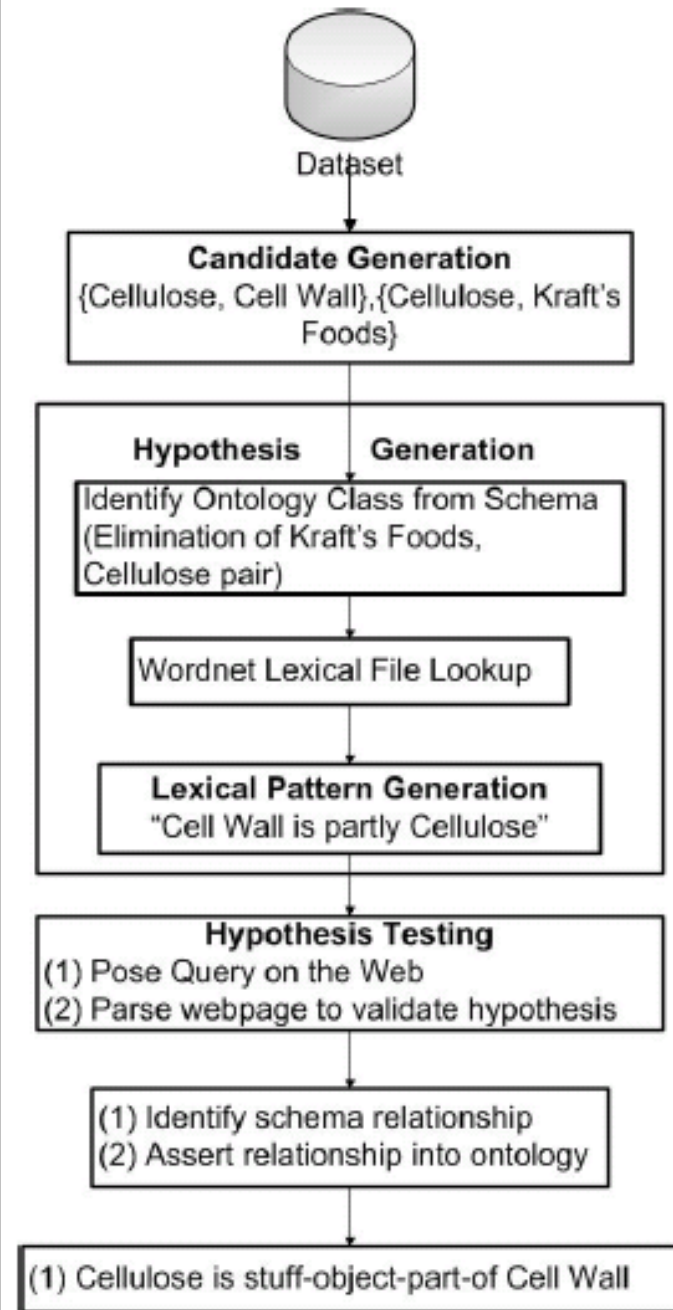 Dataset
Candidate Generation
{Cellulose, Cell Wall},{Cellulose, Kraft's
Foods}
Hypothesis Generation
Identify Ontology Class from Schema
(Elimination of Kraft's Foods,
Cellulose pair)
Wordnet Lexical File Lookup
Lexical Pattern Generation
“Cell Wall is partly Cellulose”
Hypothesis Testing
(1) Pose Query on the Web
(2) Parse webpage to validate hypothesis
(1) Identify schema relationship
(2) Assert relationship into ontology
(1) Cellulose is stuff-object-part-of Cell Wall